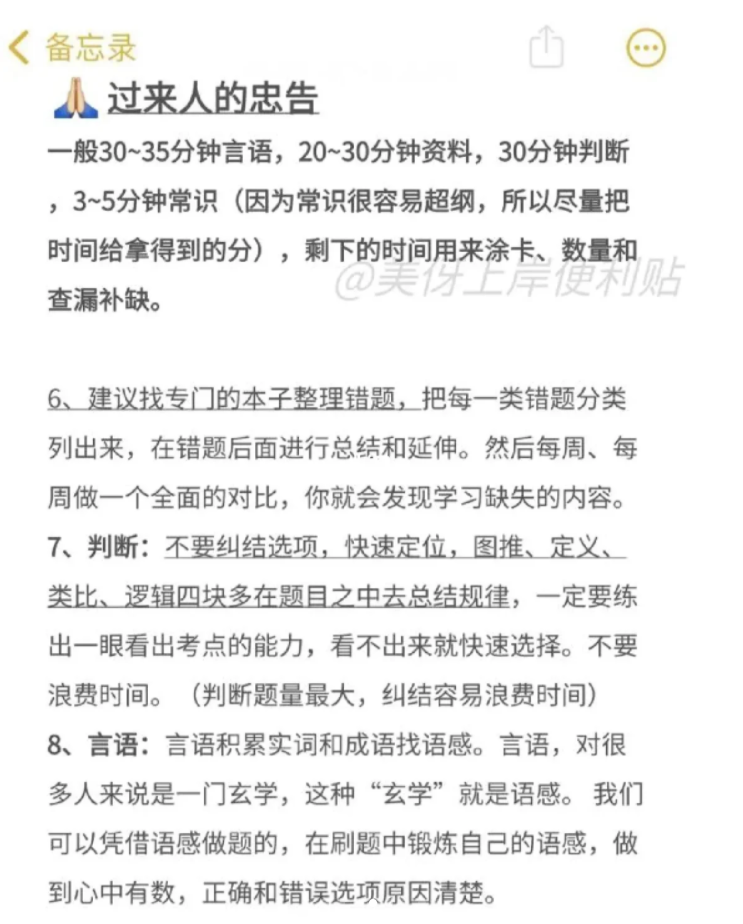 备忘录
过来人的忠告
一般30~35分钟言语，20~30分钟资料，30分钟判断
，3~5分钟常识（因为常识很容易超纲，所以尽量把
时间给拿得到的分），剩下的时间用来涂卡、数量和
@美伢上岸便利贴
查漏补缺。
6、建议找专门的本子整理错题，把每一类错题分类
列出来，在错题后面进行总结和延伸。然后每周、每
周做一个全面的对比，你就会发现学习缺失的内容。
7、判断：不要纠结选项，快速定位，图推、定义、
类比、逻辑四块多在题目之中去总结规律，一定要练
出一眼看出考点的能力，看不出来就快速选择。不要
浪费时间。（判断题量最大，纠结容易浪费时间）
8、言语：言语积累实词和成语找语感。言语，对很
多人来说是一门玄学，这种“玄学”就是语感。 我们
可以凭借语感做题的，在刷题中锻炼自己的语感，做
到心中有数，正确和错误选项原因清楚。